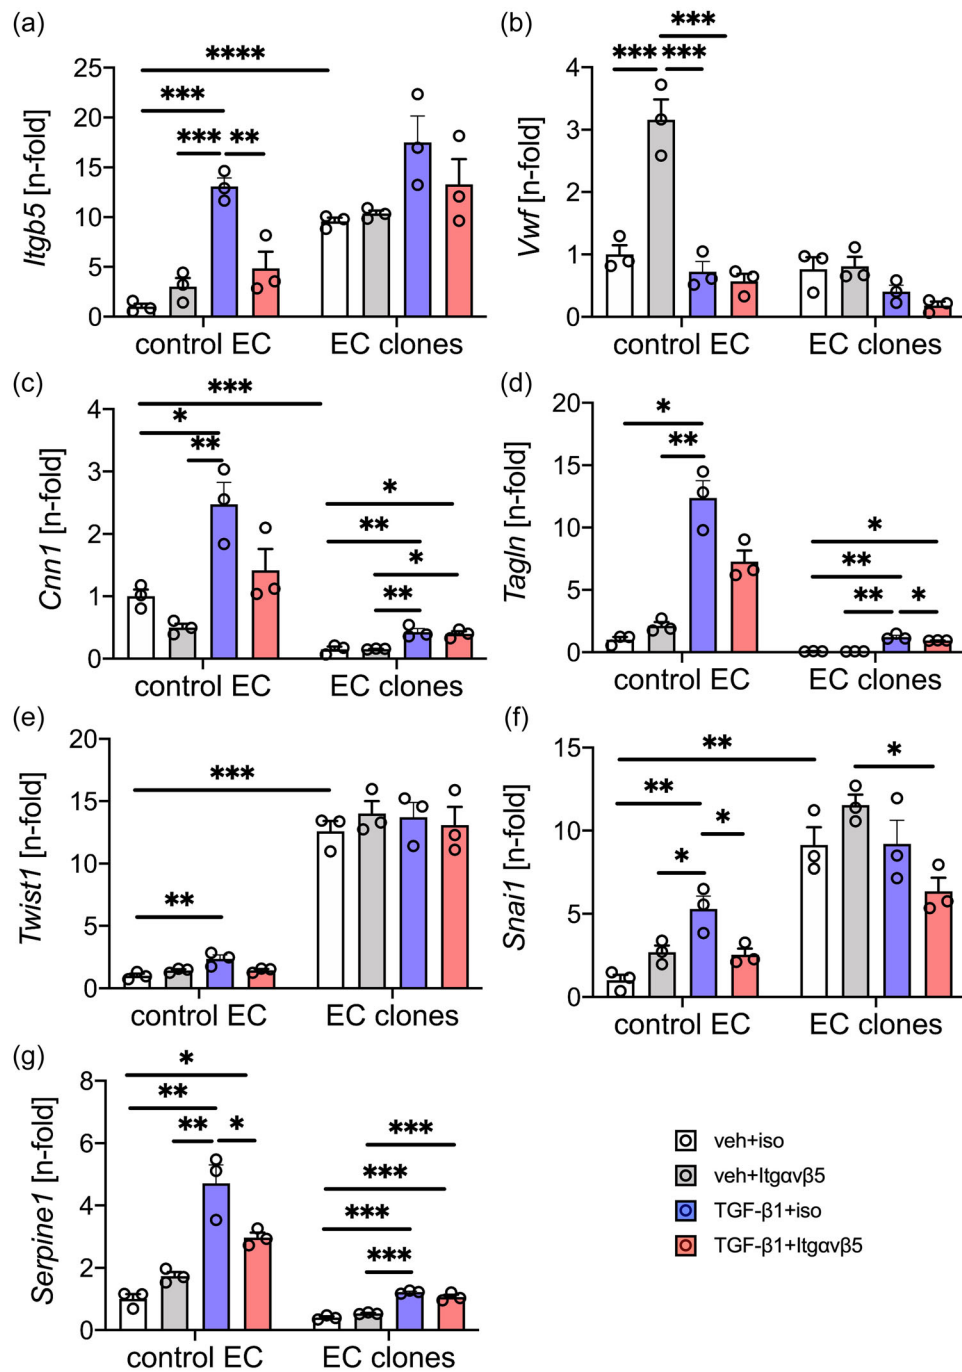 (a)
Itgb5 [n-fold]
25
20
15
10
5
0
****
***
*** **
control EC
EC clones
(b)
Vwf [n-fold]
4
3
2
1
0
***
*** ***
control EC
EC clones
(c)
Cnn1 [n-fold]
4
3
2
1
0
***
*
**
*
**
*
**
control EC
EC clones
(d)
Tagln [n-fold]
20
15
10
5
0
*
**
*
**
** *
control EC
EC clones
(e)
Twist1 [n-fold]
20
15
10
5
0
***
**
control EC
EC clones
(f)
Snai1 [n-fold]
15
10
5
0
**
*
**
*
*
control EC
EC clones
(g)
Serpine1 [n-fold]
8
6
4
2
0
*
**
** *
***
***
***
***
control EC
EC clones
veh+iso
veh+Itgαvβ5
TGF-β1+iso
TGF-β1+Itgαvβ5